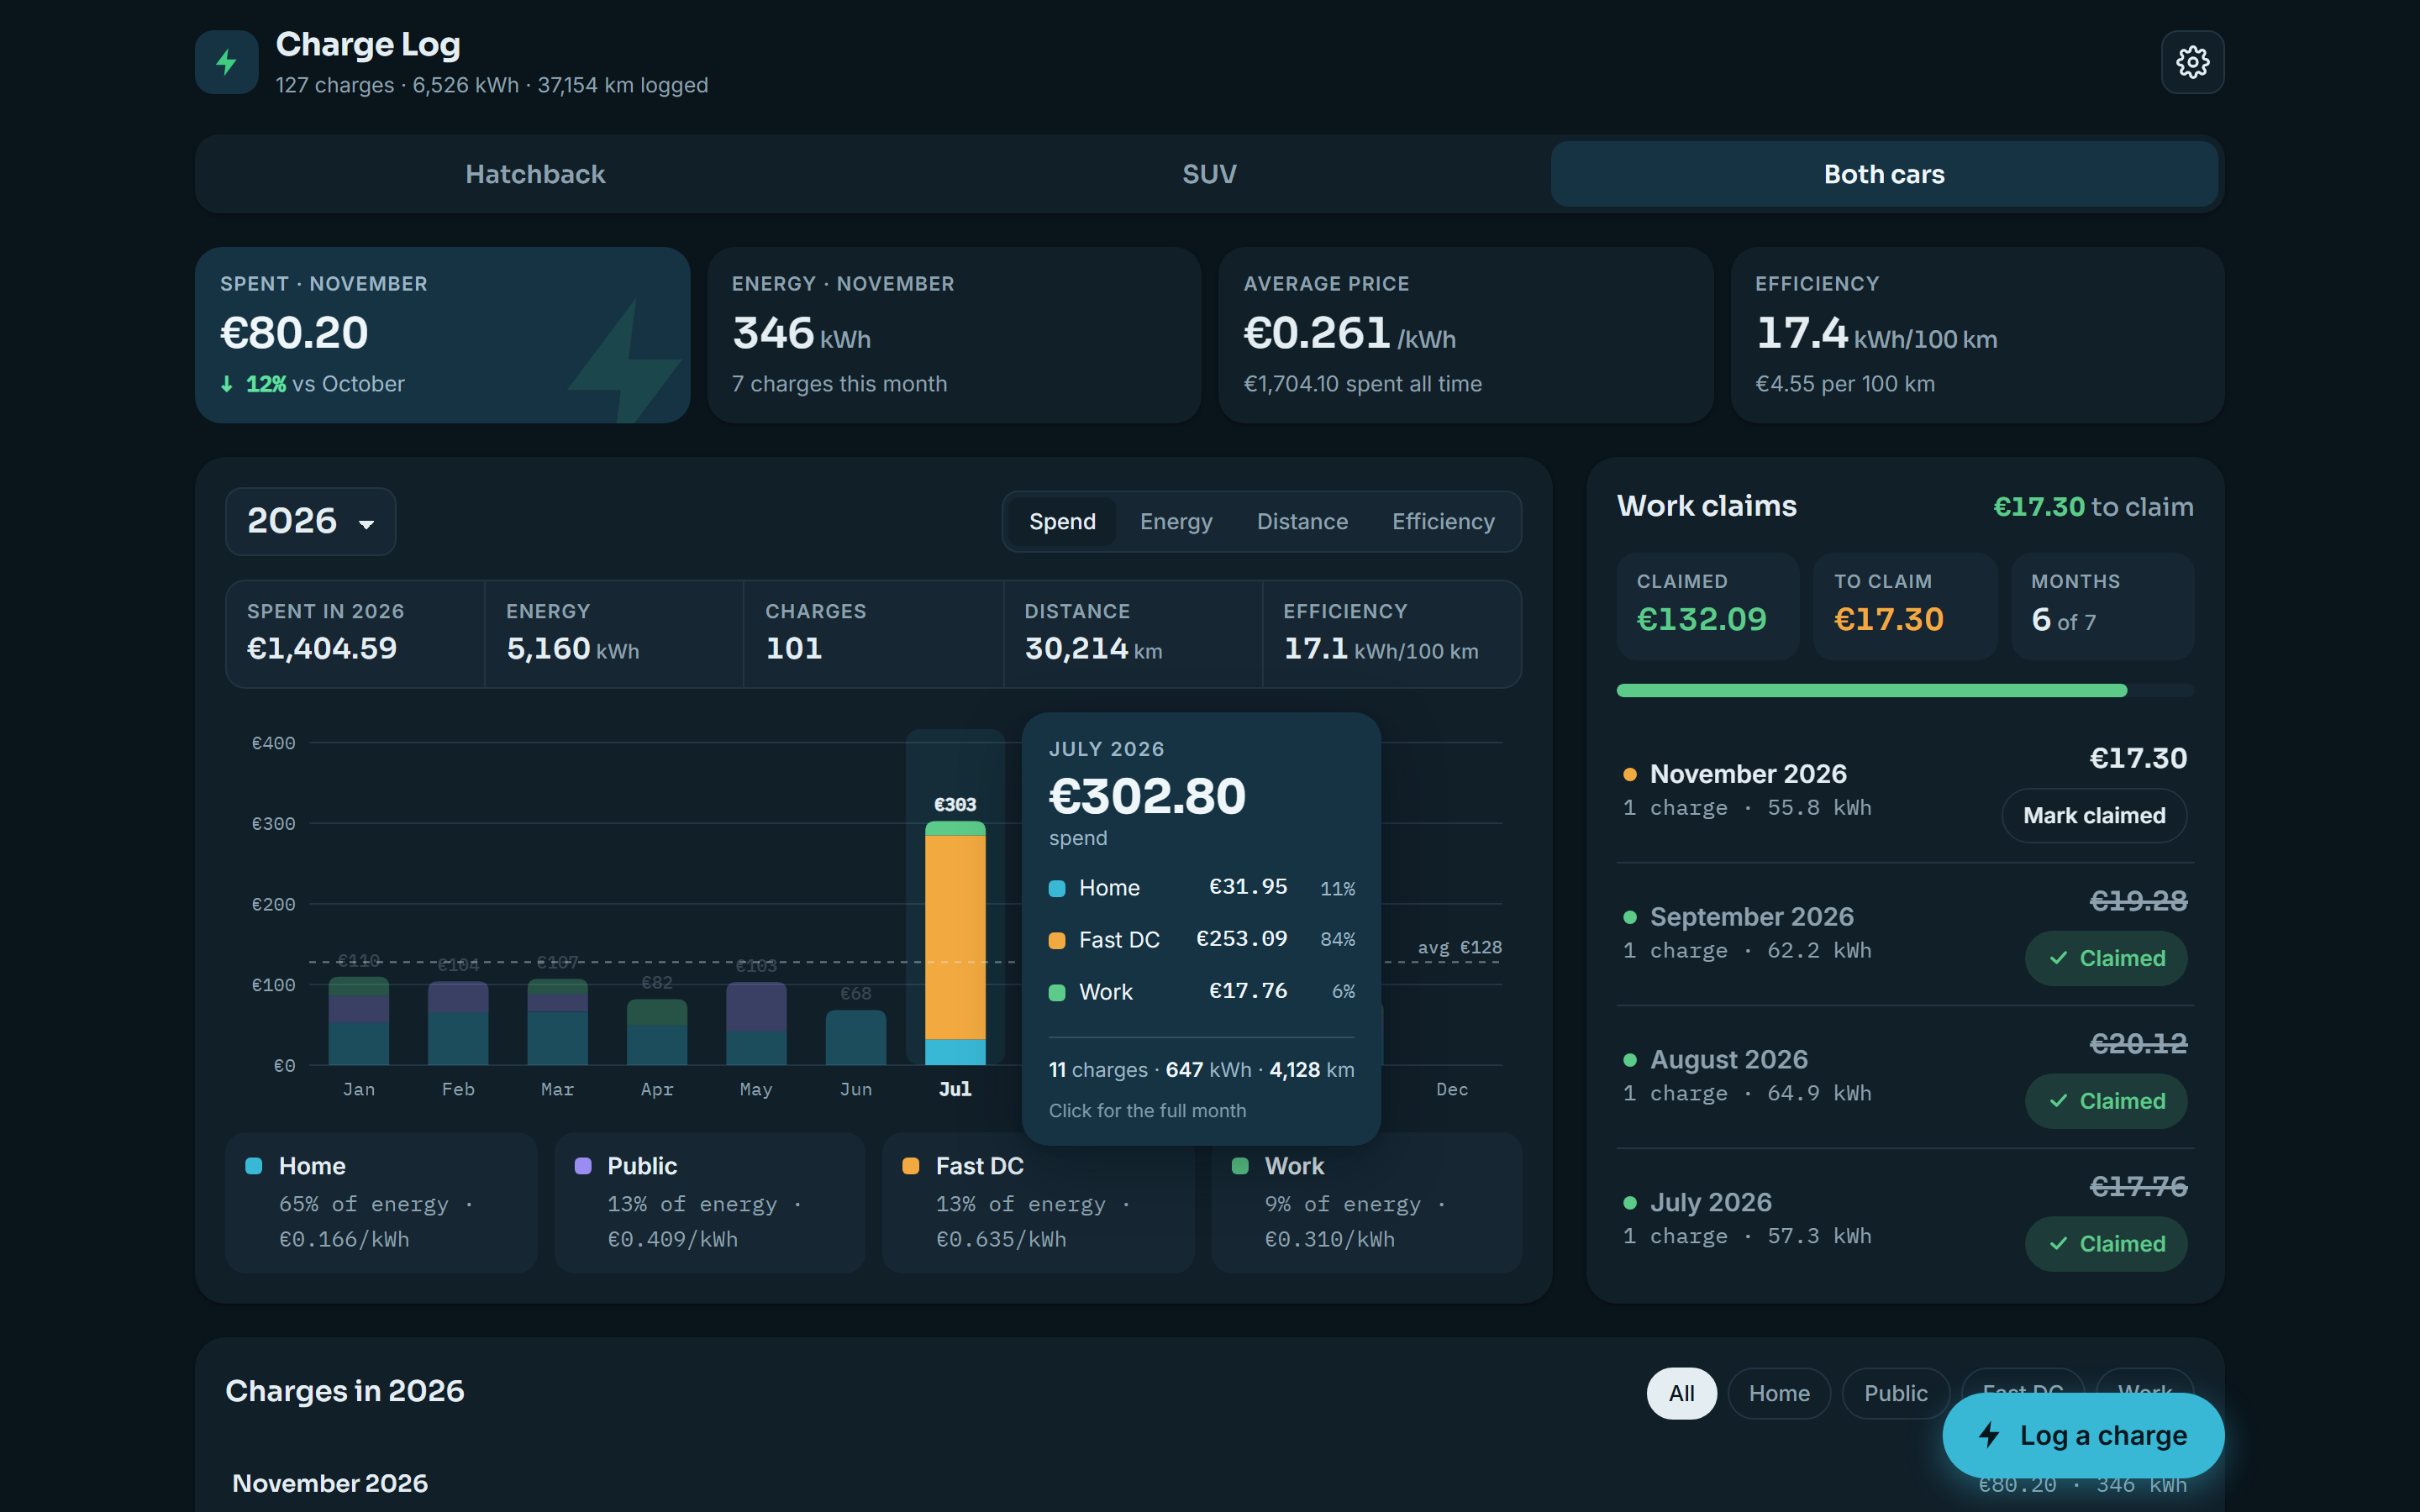 Charge Log
127 charges · 6,526 kWh · 37,154 km logged
Hatchback
SUV
Both cars
SPENT · NOVEMBER
€80.20
↓ 12% vs October
ENERGY · NOVEMBER
346 kWh
7 charges this month
AVERAGE PRICE
€0.261 /kWh
€1,704.10 spent all time
EFFICIENCY
17.4 kWh/100 km
€4.55 per 100 km
2026
Spend
Energy
Distance
Efficiency
SPENT IN 2026
€1,404.59
ENERGY
5,160 kWh
CHARGES
101
DISTANCE
30,214 km
EFFICIENCY
17.1 kWh/100 km
€400
€300
€200
€100
€0
€110
€104
€107
€82
€103
€68
€303
avg €128
Jan
Feb
Mar
Apr
May
Jun
Jul
Dec
JULY 2026
€302.80
spend
Home €31.95 11%
Fast DC €253.09 84%
Work €17.76 6%
11 charges · 647 kWh · 4,128 km
Click for the full month
Home
65% of energy ·
€0.166/kWh
Public
13% of energy ·
€0.409/kWh
Fast DC
13% of energy ·
€0.635/kWh
Work
9% of energy ·
€0.310/kWh
Work claims
€17.30 to claim
CLAIMED
€132.09
TO CLAIM
€17.30
MONTHS
6 of 7
November 2026
1 charge · 55.8 kWh
€17.30
Mark claimed
September 2026
1 charge · 62.2 kWh
€19.28
Claimed
August 2026
1 charge · 64.9 kWh
€20.12
Claimed
July 2026
1 charge · 57.3 kWh
€17.76
Claimed
Charges in 2026
All
Home
Public
Fast DC
Work
Log a charge
November 2026
€80.20 · 346 kWh